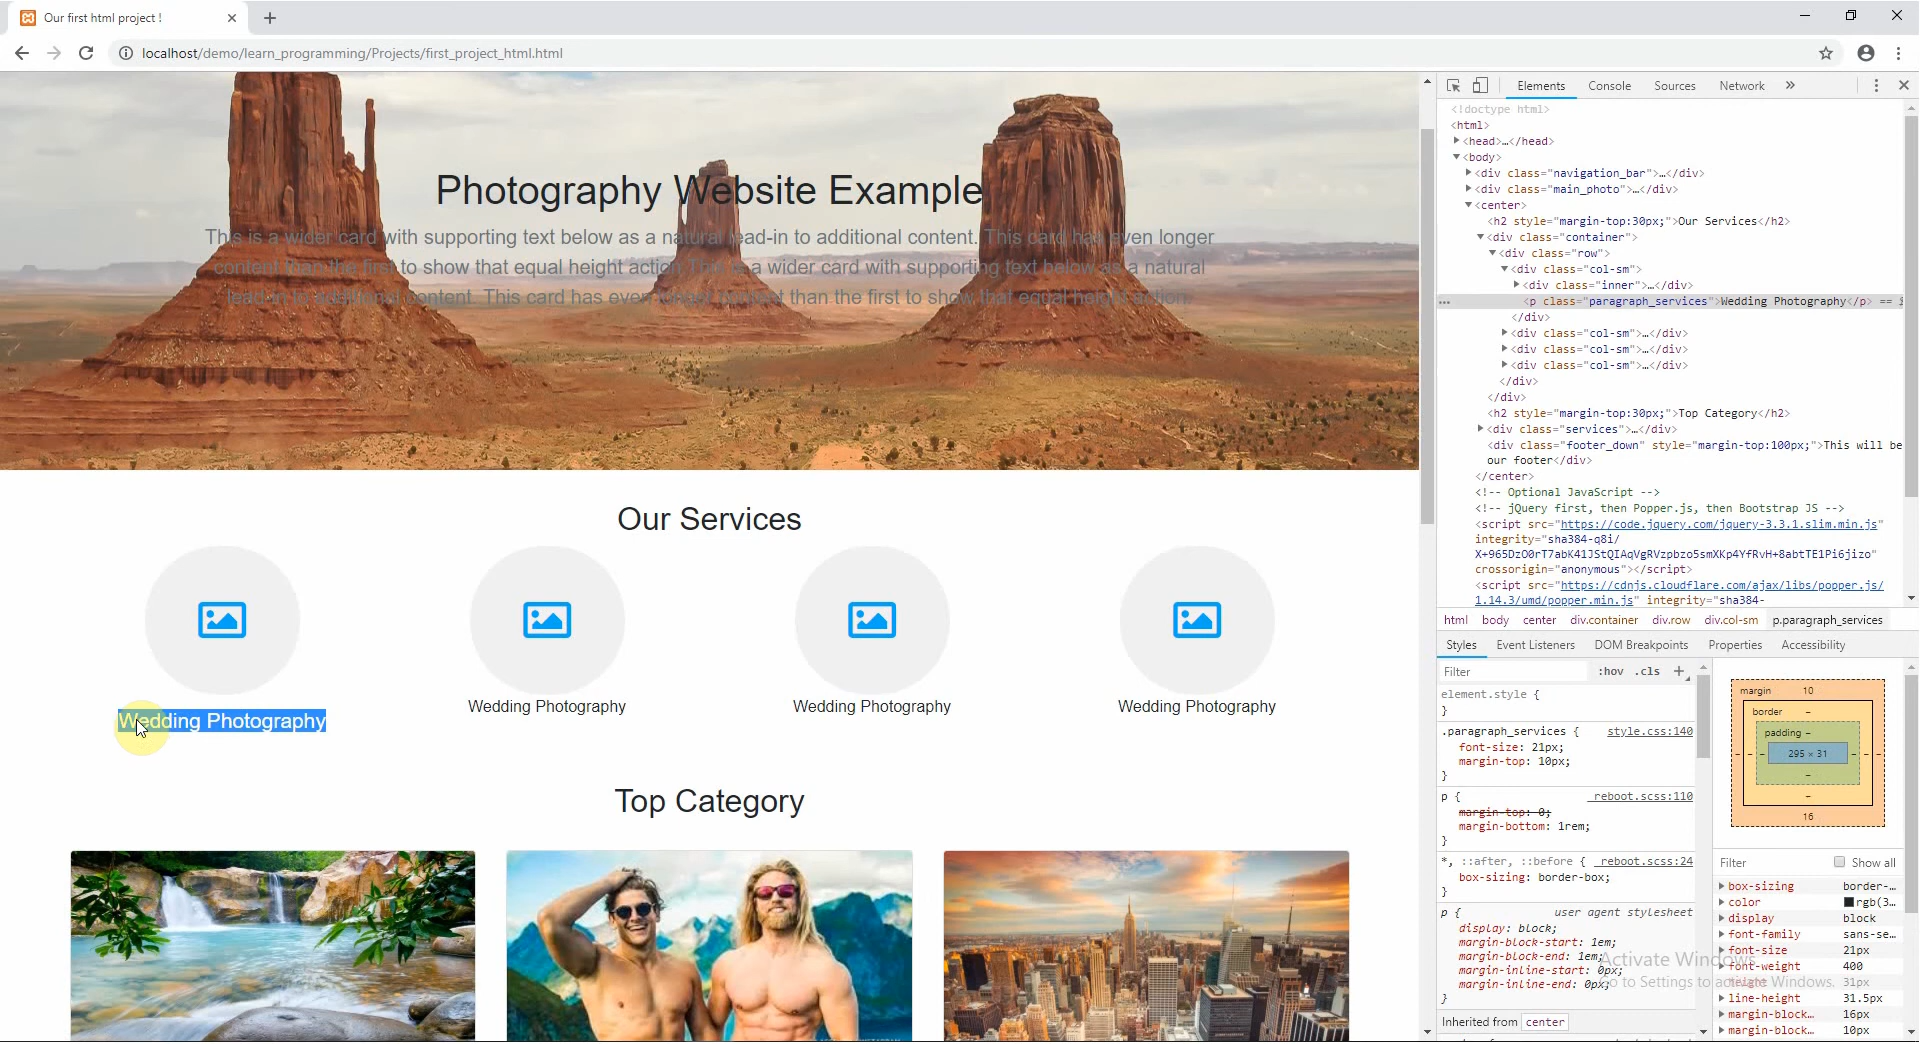 Our first html project !
localhost/demo/learn_programming/Projects/first_project_html.html
Photography Website Example
This is a wider card with supporting text below as a natural lead-in to additional content. This card has even longer
content than the first to show that equal height action This is a wider card with supporting text below as a natural
lead-in to additional content. This card has even longer content than the first to show that equal height action.
Our Services
Wedding Photography
Wedding Photography
Wedding Photography
Wedding Photography
Top Category
Elements
Console
Sources
Network
»
<!doctype html>
<html>
<head>…</head>
<body>
<div class="navigation_bar">…</div>
<div class="main_photo">…</div>
<center>
<h2 style="margin-top:30px;">Our Services</h2>
<div class="container">
<div class="row">
<div class="col-sm">
<div class="inner">…</div>
<p class="paragraph_services">Wedding Photography</p> ==
</div>
<div class="col-sm">…</div>
<div class="col-sm">…</div>
<div class="col-sm">…</div>
</div>
</div>
<h2 style="margin-top:30px;">Top Category</h2>
<div class="services">…</div>
<div class="footer_down" style="margin-top:100px;">This will be
our footer</div>
</center>
<!-- Optional JavaScript -->
<!-- jQuery first, then Popper.js, then Bootstrap JS -->
<script src="https://code.jquery.com/jquery-3.3.1.slim.min.js"
integrity="sha384-q8i/
X+965DzO0rT7abK41JStQIAqVgRVzpbzo5smXKp4YfRvH+8abtTE1Pi6jizo"
crossorigin="anonymous"></script>
<script src="https://cdnjs.cloudflare.com/ajax/libs/popper.js/
1.14.3/umd/popper.min.js" integrity="sha384-
html body center div.container div.row div.col-sm p.paragraph_services
Styles Event Listeners DOM Breakpoints Properties Accessibility
Filter
:hov .cls +
element.style {
}
.paragraph_services { style.css:140
font-size: 21px;
margin-top: 10px;
}
p { _reboot.scss:110
margin-top: 0;
margin-bottom: 1rem;
}
*, ::after, ::before { _reboot.scss:24
box-sizing: border-box;
}
p { user agent stylesheet
display: block;
margin-block-start: 1em;
margin-block-end: 1em;
margin-inline-start: 0px;
margin-inline-end: 0px;
}
Inherited from center
margin 10
border -
padding -
295 × 31
-
-
16
Filter
Show all
box-sizing border-…
color rgb(3…
display block
font-family sans-se…
font-size 21px
font-weight 400
height 31px
line-height 31.5px
margin-block… 16px
margin-block… 10px
Activate Windows
Go to Settings to activate Windows.